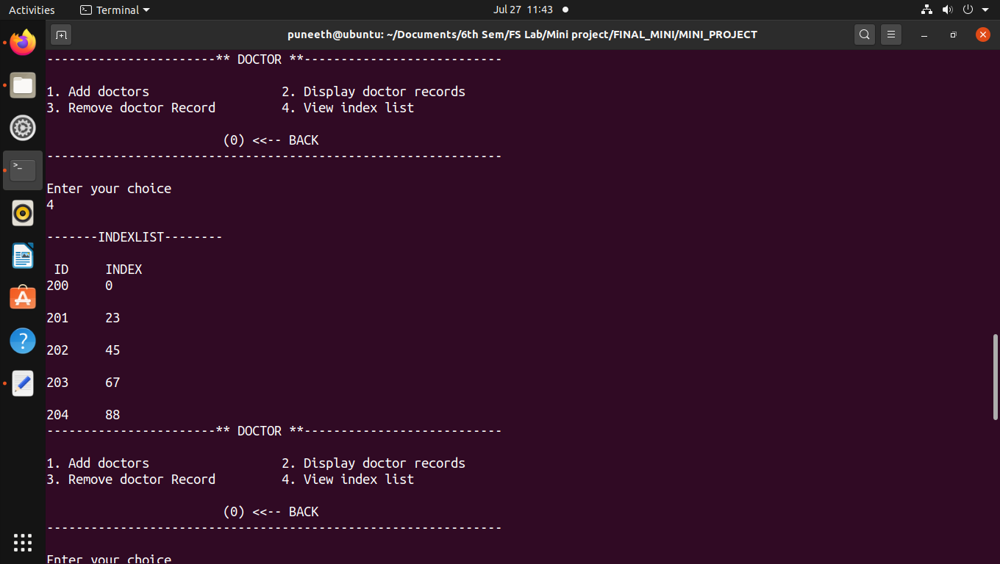 Activities Terminal Jul 27 11:43
puneeth@ubuntu: ~/Documents/6th Sem/FS Lab/Mini project/FINAL_MINI/MINI_PROJECT
-----------------------** DOCTOR **---------------------------
1. Add doctors 2. Display doctor records
3. Remove doctor Record 4. View index list
(0) <<-- BACK
--------------------------------------------------------------
Enter your choice
4
-------INDEXLIST--------
ID INDEX
200 0
201 23
202 45
203 67
204 88
-----------------------** DOCTOR **---------------------------
1. Add doctors 2. Display doctor records
3. Remove doctor Record 4. View index list
(0) <<-- BACK
--------------------------------------------------------------
Enter your choice